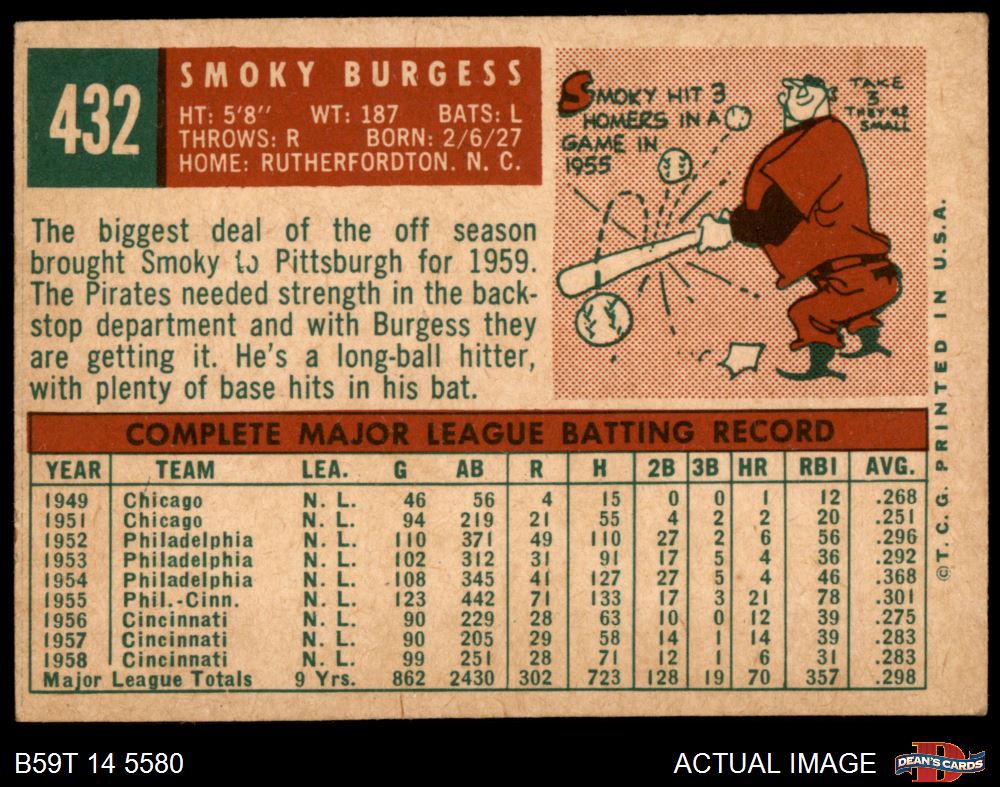 432
SMOKY BURGESS
HT: 5'8" WT: 187 BATS: L
THROWS: R BORN: 2/6/27
HOME: RUTHERFORDTON. N. C.
SMOKY HIT 3
HOMERS IN A
GAME IN
1955
TAKE
3
THEY'RE
SMALL
The biggest deal of the off season
brought Smoky to Pittsburgh for 1959.
The Pirates needed strength in the back-
stop department and with Burgess they
are getting it. He's a long-ball hitter,
with plenty of base hits in his bat.
COMPLETE MAJOR LEAGUE BATTING RECORD
YEAR TEAM LEA. G AB R H 2B 3B HR RBI AVG.
1949 Chicago N. L. 46 56 4 15 0 0 1 12 .268
1951 Chicago N. L. 94 219 21 55 4 2 2 20 .251
1952 Philadelphia N. L. 110 371 49 110 27 2 6 56 .296
1953 Philadelphia N. L. 102 312 31 91 17 5 4 36 .292
1954 Philadelphia N. L. 108 345 41 127 27 5 4 46 .368
1955 Phil.-Cinn. N. L. 123 442 71 133 17 3 21 78 .301
1956 Cincinnati N. L. 90 229 28 63 10 0 12 39 .275
1957 Cincinnati N. L. 90 205 29 58 14 1 14 39 .283
1958 Cincinnati N. L. 99 251 28 71 12 1 6 31 .283
Major League Totals 9 Yrs. 862 2430 302 723 128 19 70 357 .298
©T. C. G. PRINTED IN U.S.A.
B59T 14 5580
ACTUAL IMAGE
D
DEAN'S CARDS